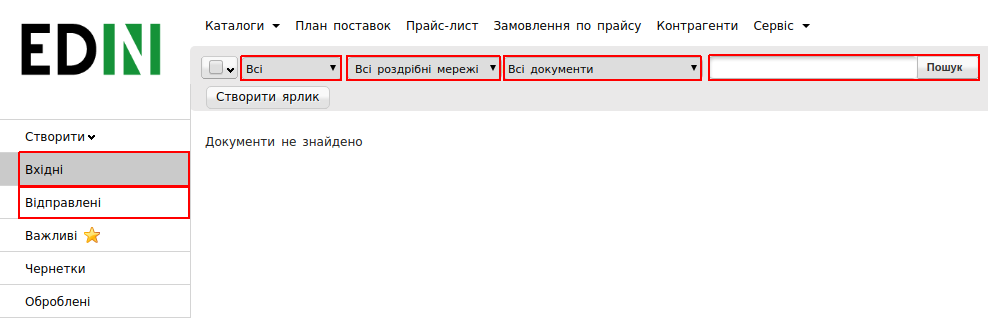 EDIN
Каталоги План поставок Прайс-лист Замовлення по прайсу Контрагенти Сервіс
Всі Всі роздрібні мережі Всі документи Пошук
Створити ярлик
Документи не знайдено
Створити
Вхідні
Відправлені
Важливі
Чернетки
Оброблені